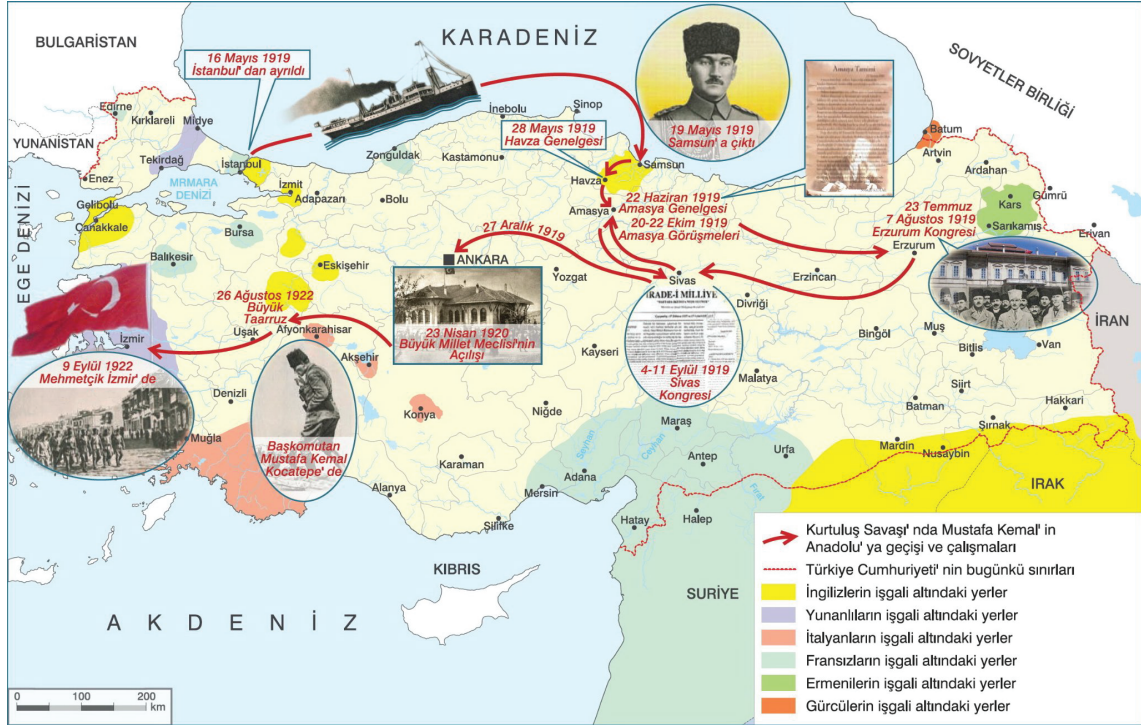 BULGARİSTAN
KARADENİZ
SOVYETLER BİRLİĞİ
YUNANİSTAN
EGE DENİZİ
MRMARA
DENİZİ
AKDENİZ
KIBRIS
SURİYE
IRAK
İRAN
16 Mayıs 1919
İstanbul' dan ayrıldı
19 Mayıs 1919
Samsun' a çıktı
28 Mayıs 1919
Havza Genelgesi
Amasya Tamimi
22 Haziran 1919
Amasya Genelgesi
20-22 Ekim 1919
Amasya Görüşmeleri
23 Temmuz
7 Ağustos 1919
Erzurum Kongresi
27 Aralık 1919
İRADE-İ MİLLİYE
4-11 Eylül 1919
Sivas
Kongresi
23 Nisan 1920
Büyük Millet Meclisi'nin
Açılışı
26 Ağustos 1922
Büyük
Taarruz
9 Eylül 1922
Mehmetçik İzmir' de
Başkomutan
Mustafa Kemal
Kocatepe' de
Edirne
Kırklareli
Midye
Tekirdağ
İstanbul
Enez
Gelibolu
Çanakkale
İzmit
Adapazarı
Bolu
Zonguldak
Kastamonu
İnebolu
Sinop
Samsun
Havza
Amasya
Batum
Artvin
Ardahan
Kars
Gümrü
Sarıkamış
Erivan
Erzurum
Erzincan
Bursa
Balıkesir
Eskişehir
ANKARA
Yozgat
Sivas
Divriği
Bingöl
Muş
Bitlis
Van
İzmir
Uşak
Afyonkarahisar
Akşehir
Kayseri
Malatya
Siirt
Batman
Hakkari
Şırnak
Mardin
Nusaybin
Denizli
Muğla
Konya
Niğde
Karaman
Alanya
Silifke
Mersin
Adana
Seyhan
Ceyhan
Maraş
Antep
Urfa
Fırat
Hatay
Halep
Kurtuluş Savaşı' nda Mustafa Kemal' in
Anadolu' ya geçişi ve çalışmaları
Türkiye Cumhuriyeti' nin bugünkü sınırları
İngilizlerin işgali altındaki yerler
Yunanlıların işgali altındaki yerler
İtalyanların işgali altındaki yerler
Fransızların işgali altındaki yerler
Ermenilerin işgali altındaki yerler
Gürcülerin işgali altındaki yerler
0 100 200
km